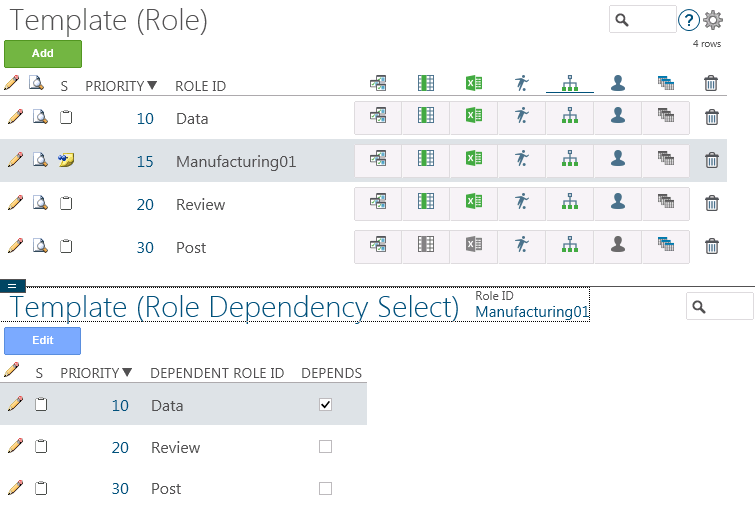 Template (Role)
?
4 rows
Add
S PRIORITY▼ ROLE ID
10 Data
15 Manufacturing01
20 Review
30 Post
Template (Role Dependency Select) Role ID
Manufacturing01
Edit
S PRIORITY▼ DEPENDENT ROLE ID DEPENDS
10 Data
20 Review
30 Post